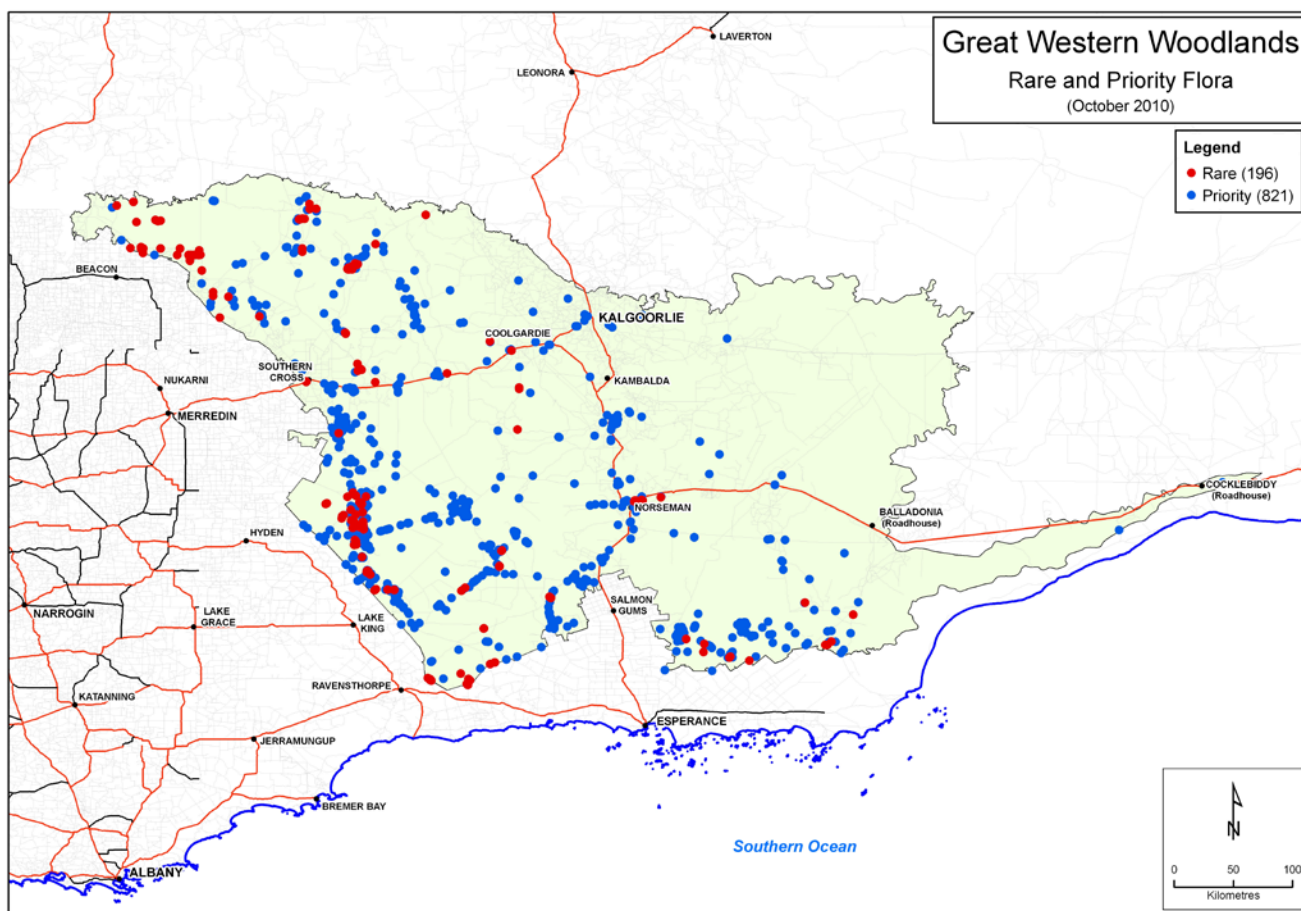 Great Western Woodlands
Rare and Priority Flora
(October 2010)
Legend
Rare (196)
Priority (821)
LAVERTON
LEONORA
BEACON
KALGOORLIE
COOLGARDIE
SOUTHERN
CROSS
KAMBALDA
NUKARNI
MERREDIN
COCKLEBIDDY
(Roadhouse)
NORSEMAN
BALLADONIA
(Roadhouse)
HYDEN
NARROGIN
LAKE
GRACE
LAKE
KING
SALMON
GUMS
KATANNING
RAVENSTHORPE
ESPERANCE
JERRAMUNGUP
BREMER BAY
Southern Ocean
ALBANY
N
0 50 100
Kilometres